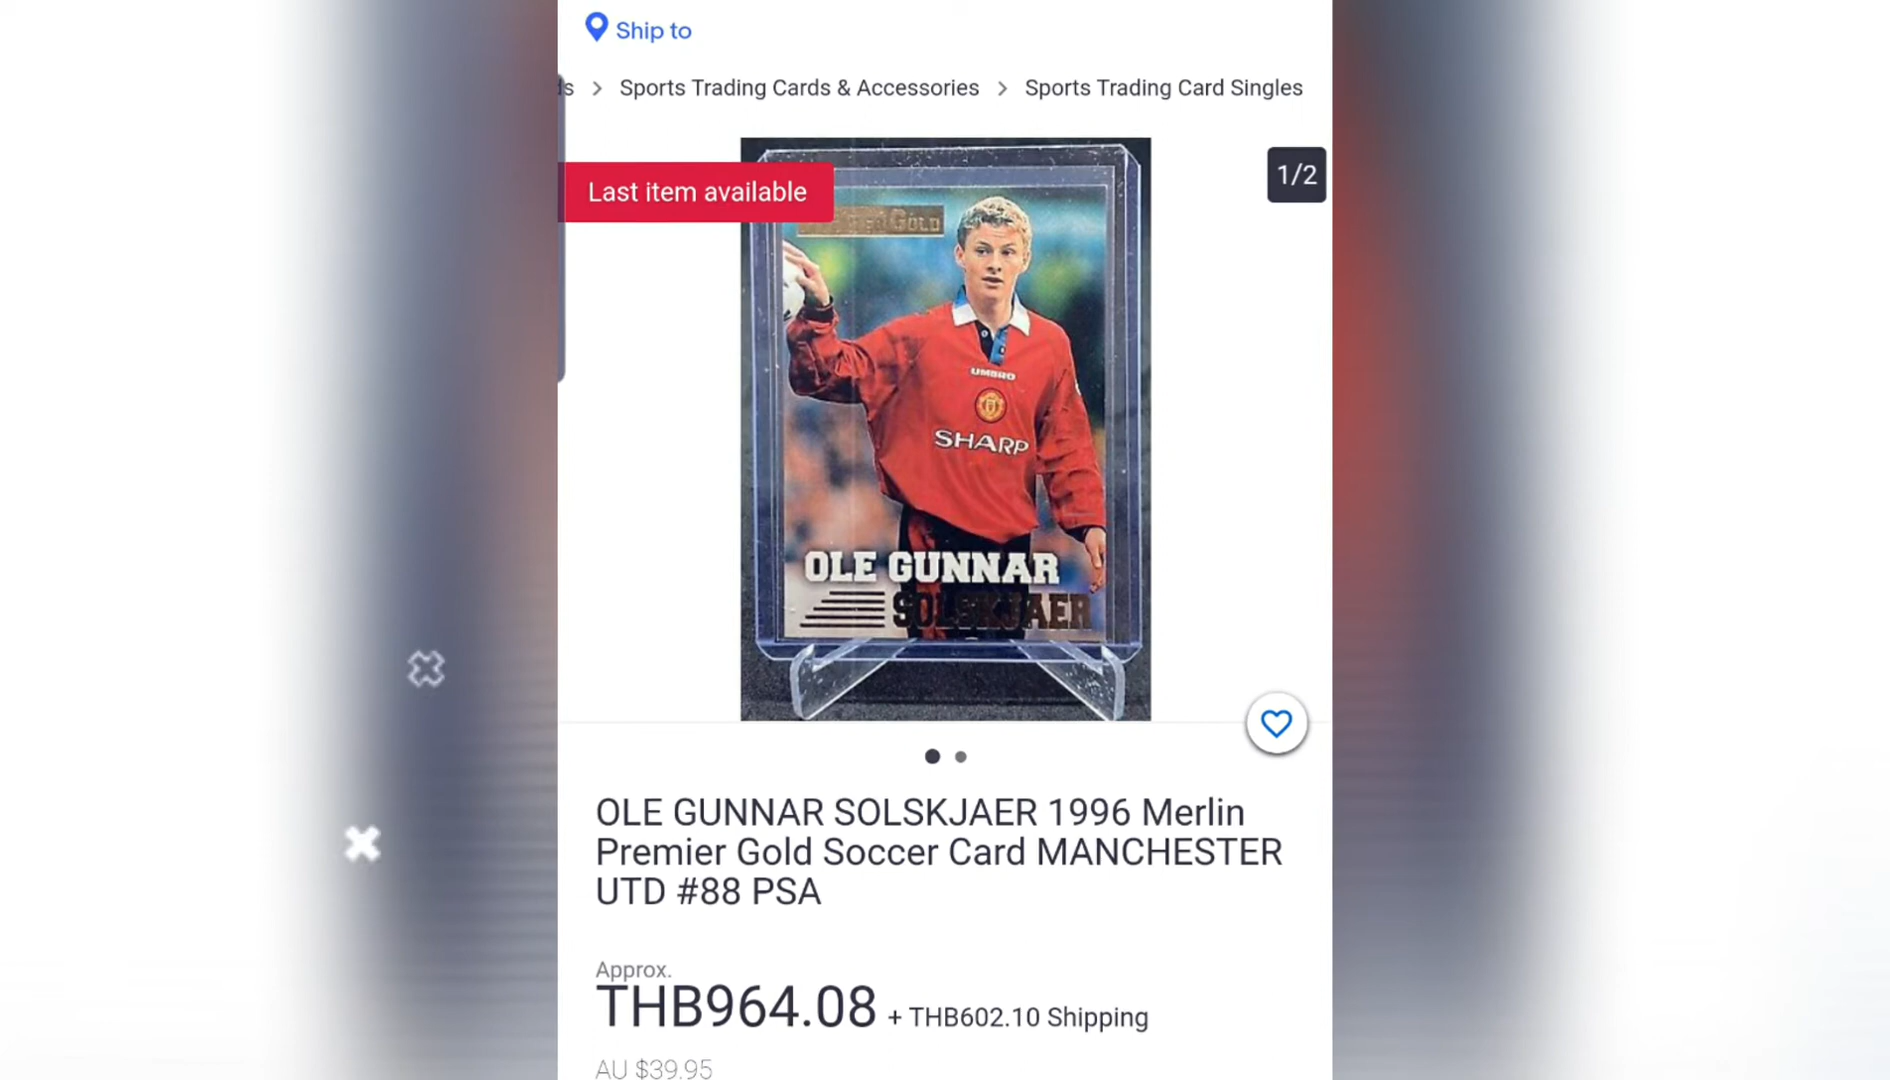 Ship to
Sports Trading Cards & Accessories > Sports Trading Card Singles
Last item available
1/2
GOLD
UMBRO
SHARP
OLE GUNNAR
SOLSKJAER
OLE GUNNAR SOLSKJAER 1996 Merlin
Premier Gold Soccer Card MANCHESTER
UTD #88 PSA
Approx.
THB964.08 + THB602.10 Shipping
AU $39.95